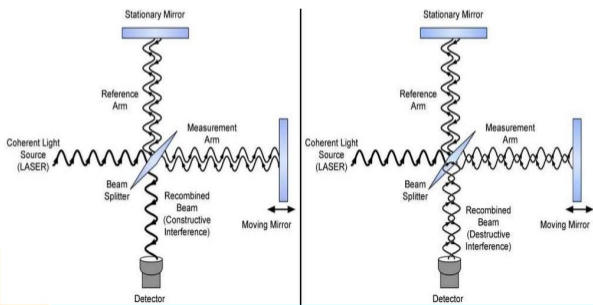 Stationary Mirror
Reference
Arm
Measurement
Arm
Coherent Light
Source
(LASER)
Beam
Splitter
Recombined
Beam
(Constructive
Interference)
Moving Mirror
Detector
Stationary Mirror
Reference
Arm
Measurement
Arm
Coherent Light
Source
(LASER)
Beam
Splitter
Recombined
Beam
(Destructive
Interference)
Moving Mirror
Detector